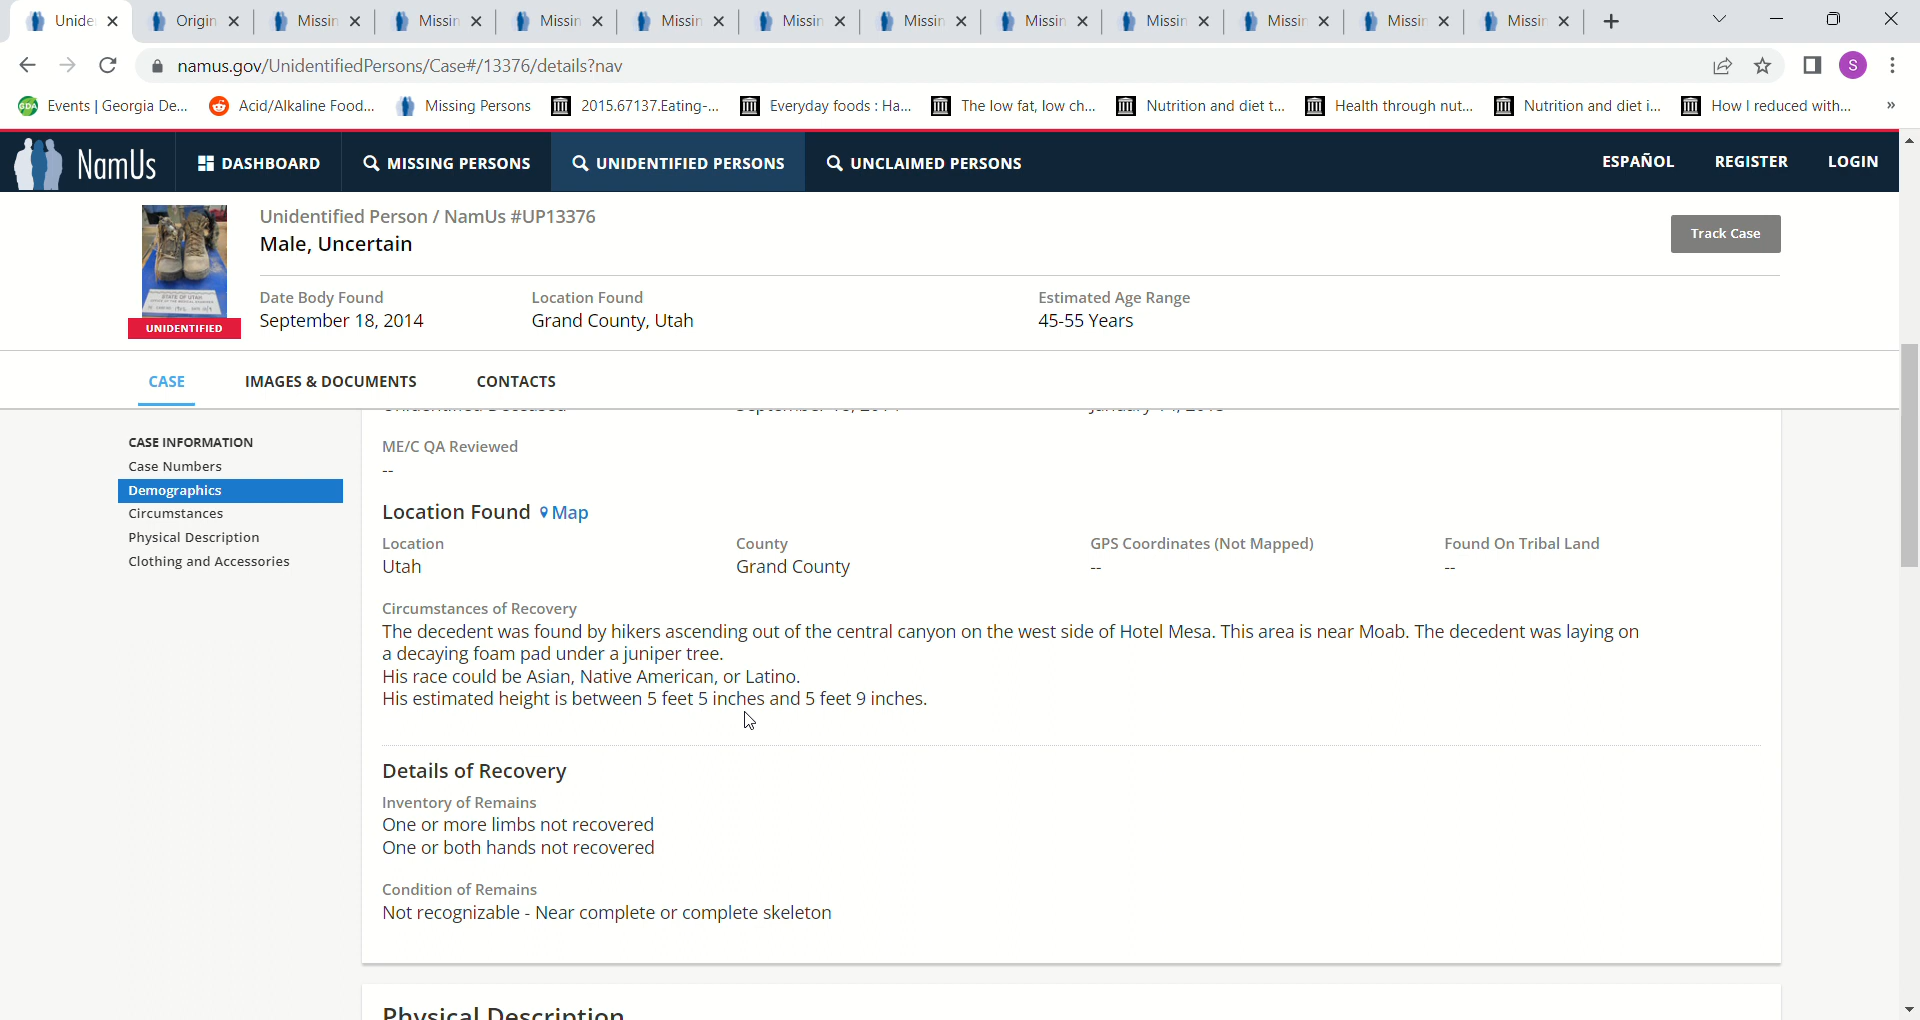 Unide Origin Missin Missin Missin Missin Missin Missin Missin Missin Missin Missin Missin
namus.gov/UnidentifiedPersons/Case#/13376/details?nav S
GDA Events | Georgia De... Acid/Alkaline Food... Missing Persons 2015.67137.Eating-... Everyday foods : Ha... The low fat, low ch... Nutrition and diet t... Health through nut... Nutrition and diet i... How I reduced with... »
NamUs DASHBOARD MISSING PERSONS UNIDENTIFIED PERSONS UNCLAIMED PERSONS ESPAÑOL REGISTER LOGIN
Unidentified Person / NamUs #UP13376
Male, Uncertain
Track Case
STATE OF UTAH
UNIDENTIFIED
Date Body Found Location Found Estimated Age Range
September 18, 2014 Grand County, Utah 45-55 Years
CASE IMAGES & DOCUMENTS CONTACTS
CASE INFORMATION
Case Numbers
Demographics
Circumstances
Physical Description
Clothing and Accessories
ME/C QA Reviewed
--
Location Found Map
Location County GPS Coordinates (Not Mapped) Found On Tribal Land
Utah Grand County -- --
Circumstances of Recovery
The decedent was found by hikers ascending out of the central canyon on the west side of Hotel Mesa. This area is near Moab. The decedent was laying on
a decaying foam pad under a juniper tree.
His race could be Asian, Native American, or Latino.
His estimated height is between 5 feet 5 inches and 5 feet 9 inches.
Details of Recovery
Inventory of Remains
One or more limbs not recovered
One or both hands not recovered
Condition of Remains
Not recognizable - Near complete or complete skeleton
Physical Description